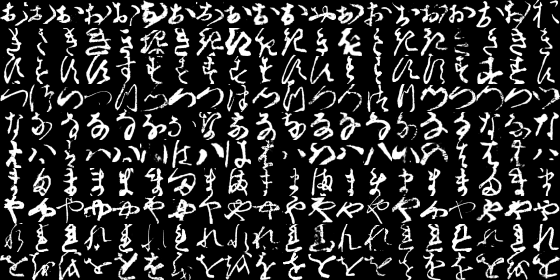 おおおおおおおおおおおおおおおおおおおお
きききききききききききききききききききき
すすすすすすすすすすすすすすすすすすすす
つつつつつつつつつつつつつつつつつつつつ
なななななななななななななななななななな
はははははははははははははははははははは
まままままままままままままままままままま
やややややややややややややややややややや
れれれれれれれれれれれれれれれれれれれれ
をををををををををををををををををををを